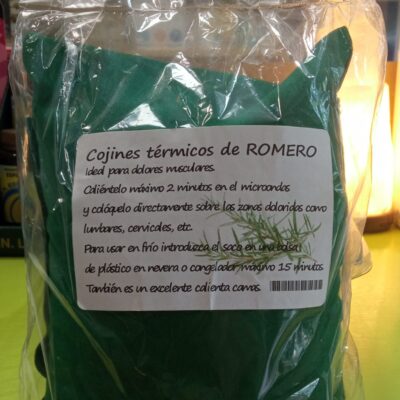 Cojines térmicos de ROMERO
Ideal para dolores musculares.
Caliéntelo máximo 2 minutos en el microondas
y colóquelo directamente sobre las zonas doloridas como
lumbares, cervicales, etc.
Para usar en frío introduzca el saco en una bolsa
de plástico en nevera o congelador, máximo 15 minutos.
También es un excelente calienta camas.